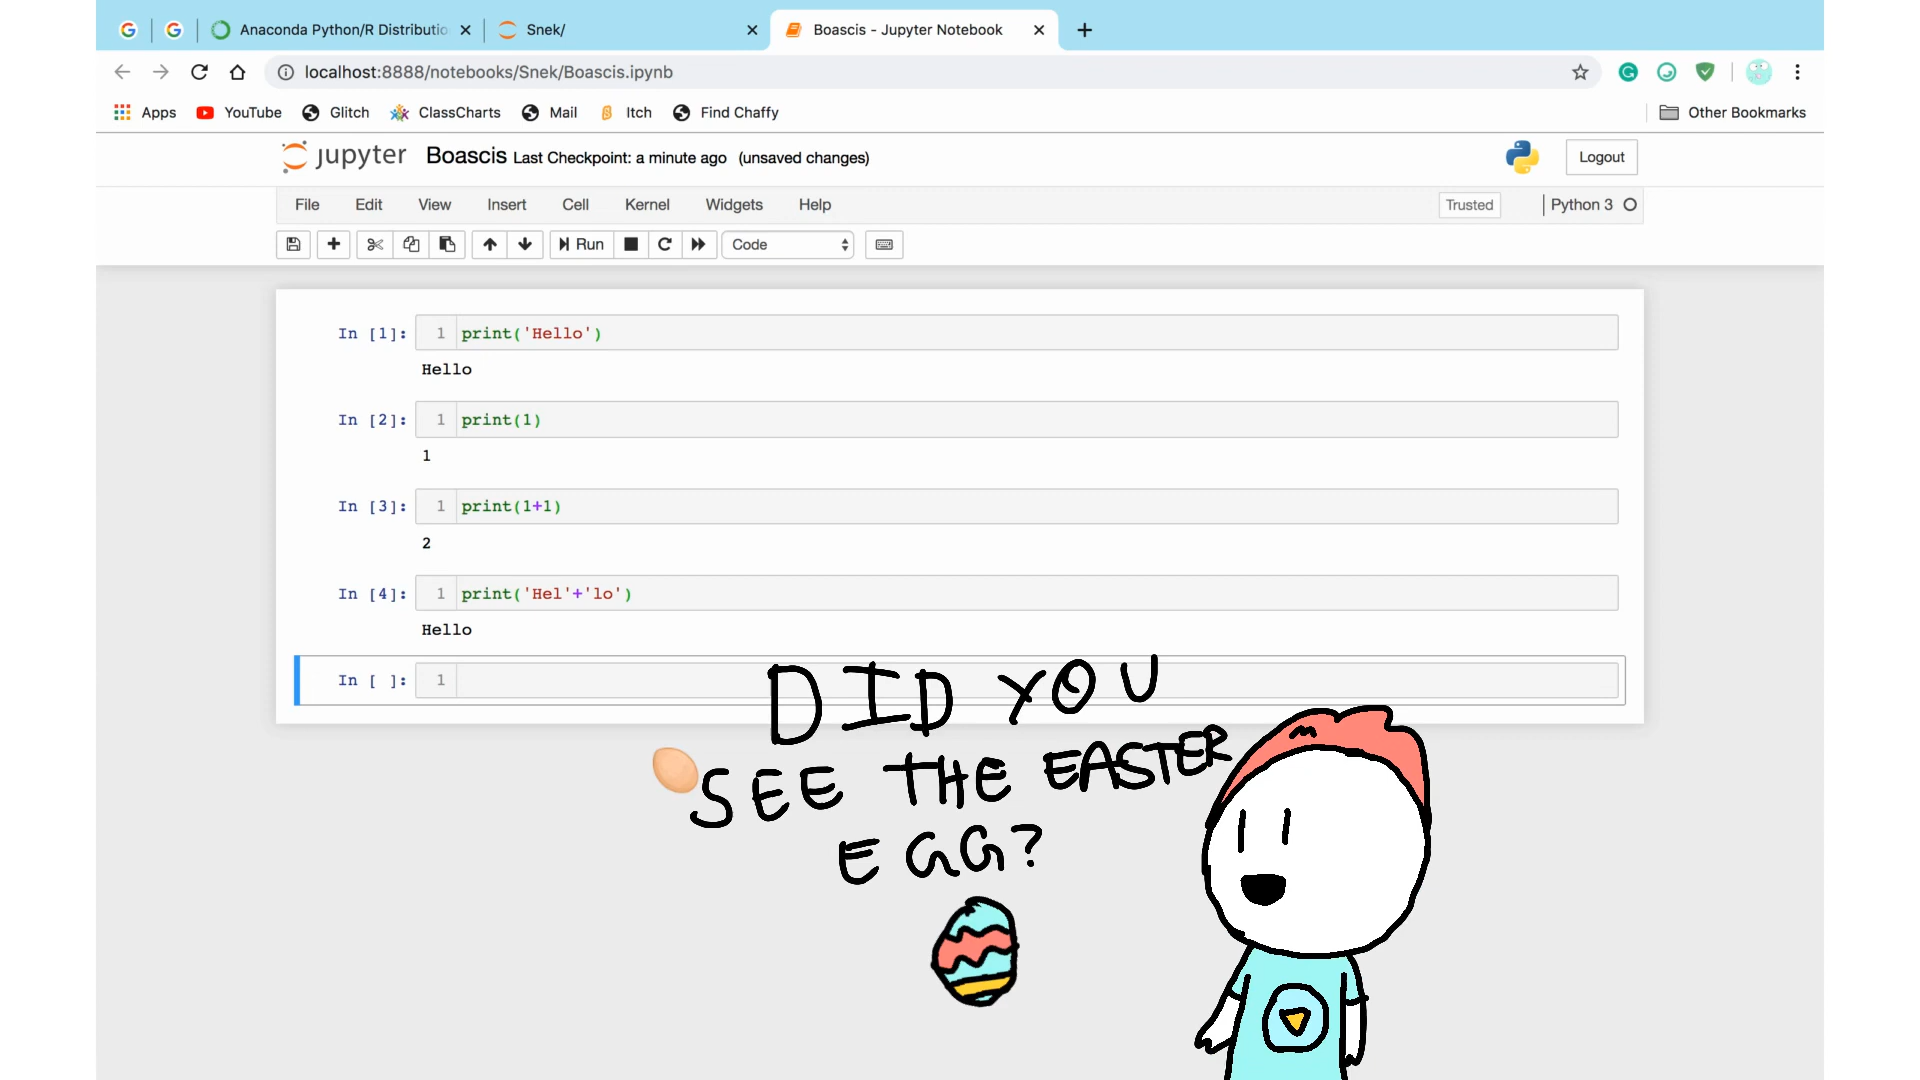 Anaconda Python/R Distributio
Snek/
Boascis - Jupyter Notebook
localhost:8888/notebooks/Snek/Boascis.ipynb
Apps YouTube Glitch ClassCharts Mail Itch Find Chaffy Other Bookmarks
jupyter Boascis Last Checkpoint: a minute ago (unsaved changes) Logout
File Edit View Insert Cell Kernel Widgets Help Trusted Python 3
Run Code
In [1]: 1 print('Hello')
Hello
In [2]: 1 print(1)
1
In [3]: 1 print(1+1)
2
In [4]: 1 print('Hel'+'lo')
Hello
In [ ]: 1
DID YOU
SEE THE EASTER
EGG?